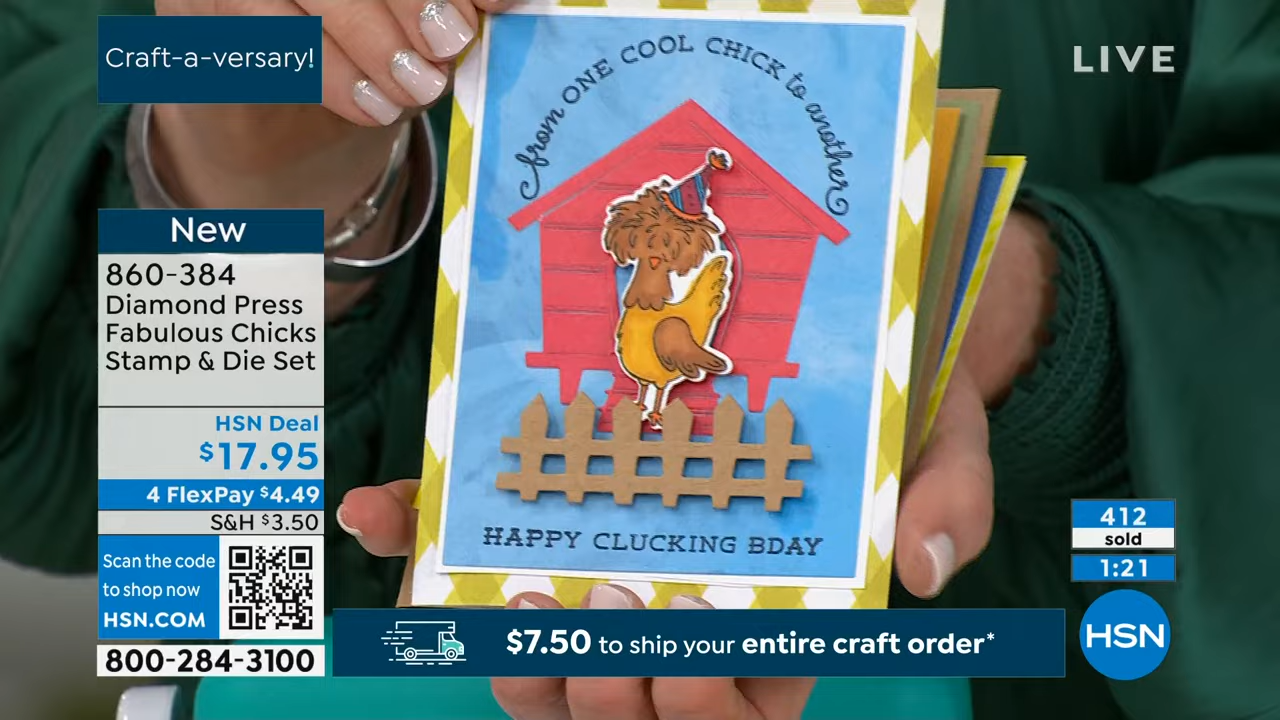 Craft-a-versary!
LIVE
from ONE COOL CHICK to another
HAPPY CLUCKING BDAY
New
860-384
Diamond Press
Fabulous Chicks
Stamp & Die Set
HSN Deal
$17.95
4 FlexPay $4.49
S&H $3.50
Scan the code
to shop now
HSN.COM
800-284-3100
$7.50 to ship your entire craft order*
412
sold
1:21
HSN